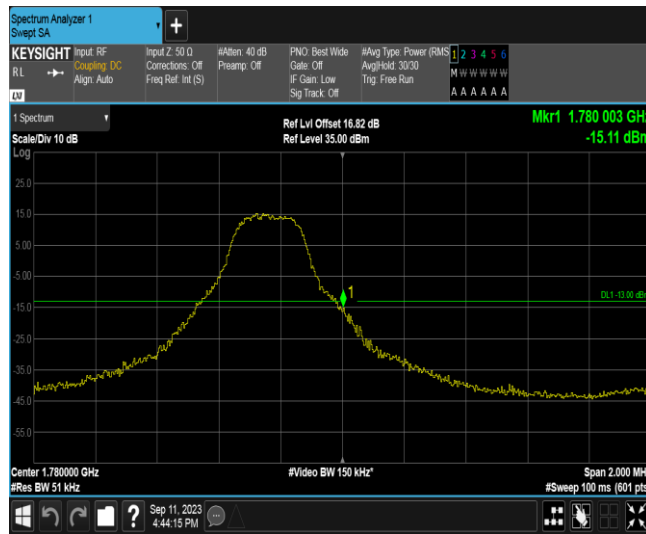 Spectrum Analyzer 1
Swept SA
+
KEYSIGHT Input: RF Input Z: 50 Ω #Atten: 40 dB PNO: Best Wide #Avg Type: Power (RMS 1 2 3 4 5 6
RL Coupling: DC Corrections: Off Preamp: Off Gate: Off Avg|Hold: 30/30 M W W W W W
Align: Auto Freq Ref: Int (S) IF Gain: Low Trig: Free Run
LXI Sig Track: Off A A A A A A
1 Spectrum Ref Lvl Offset 16.82 dB Mkr1 1.780 003 GHz
Scale/Div 10 dB Ref Level 35.00 dBm -15.11 dBm
Log
25.0
15.0
5.00
-5.00
1
DL1 -13.00 dBm
-15.0
-25.0
-35.0
-45.0
-55.0
Center 1.780000 GHz #Video BW 150 kHz* Span 2.000 MH
#Res BW 51 kHz #Sweep 100 ms (601 pts
? Sep 11, 2023
4:44:15 PM